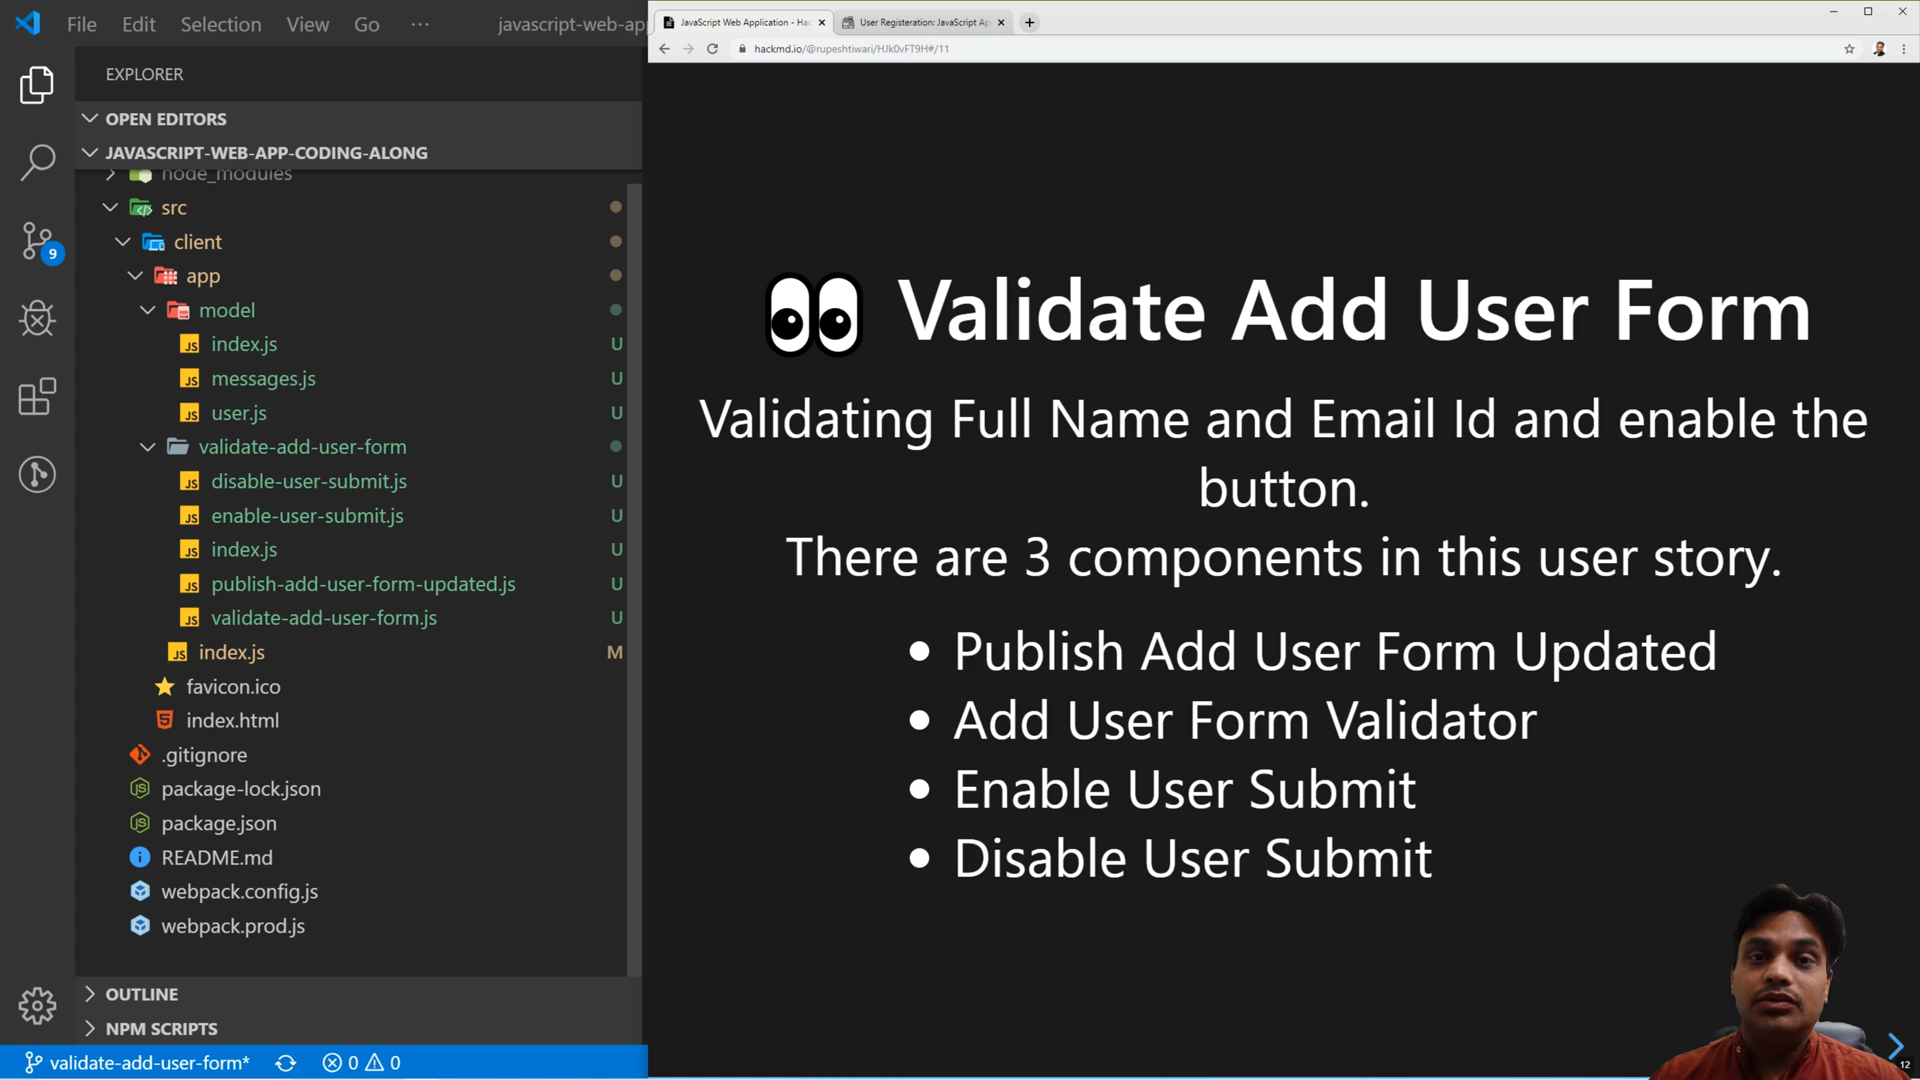 File Edit Selection View Go ··· javascript-web-app
EXPLORER
OPEN EDITORS
JAVASCRIPT-WEB-APP-CODING-ALONG
node_modules
src
client
app
model
index.js U
messages.js U
user.js U
validate-add-user-form
disable-user-submit.js U
enable-user-submit.js U
index.js U
publish-add-user-form-updated.js U
validate-add-user-form.js U
index.js M
favicon.ico
index.html
.gitignore
package-lock.json
package.json
README.md
webpack.config.js
webpack.prod.js
OUTLINE
NPM SCRIPTS
9
validate-add-user-form* 0 0
JavaScript Web Application - Hac
User Registeration: JavaScript Ap
hackmd.io/@rupeshtiwari/HJk0vFT9H#/11
Validate Add User Form
Validating Full Name and Email Id and enable the
button.
There are 3 components in this user story.
• Publish Add User Form Updated
• Add User Form Validator
• Enable User Submit
• Disable User Submit
12